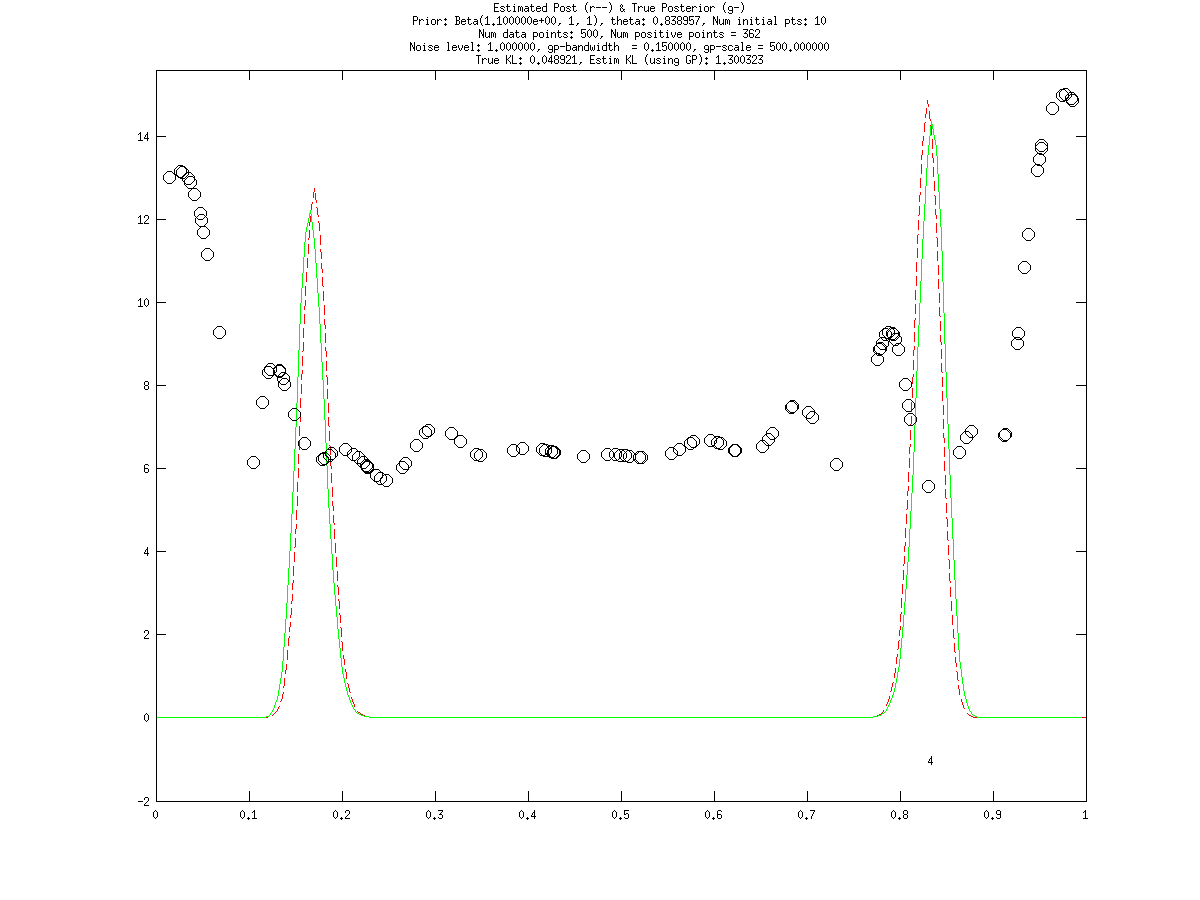 Estimated Post (r--) & True Posterior (g-)
Prior: Beta(1.100000e+00, 1, 1), theta: 0.838957, Num initial pts: 10
Num data points: 500, Num positive points = 362
Noise level: 1.000000, gp-bandwidth  = 0.150000, gp-scale = 500.000000
True KL: 0.048921, Estim KL (using GP): 1.300323
14
12
10
8
6
4
2
0
4
-2
0 0.1 0.2 0.3 0.4 0.5 0.6 0.7 0.8 0.9 1